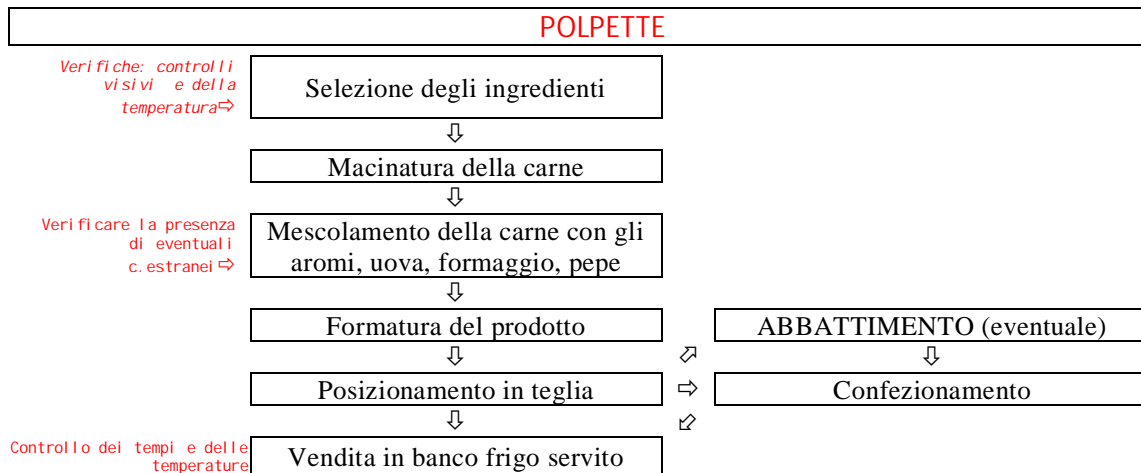 POLPETTE
Verifiche: controlli
visivi e della
temperatura⇨
Selezione degli ingredienti
⇩
Macinatura della carne
⇩
Verificare la presenza
di eventuali
c.estranei ⇨
Mescolamento della carne con gli
aromi, uova, formaggio, pepe
⇩
Formatura del prodotto
ABBATTIMENTO (eventuale)
⇩ ⬀ ⇩
Posizionamento in teglia
⇨
Confezionamento
⇩ ⬃
Controllo dei tempi e delle
temperature
Vendita in banco frigo servito